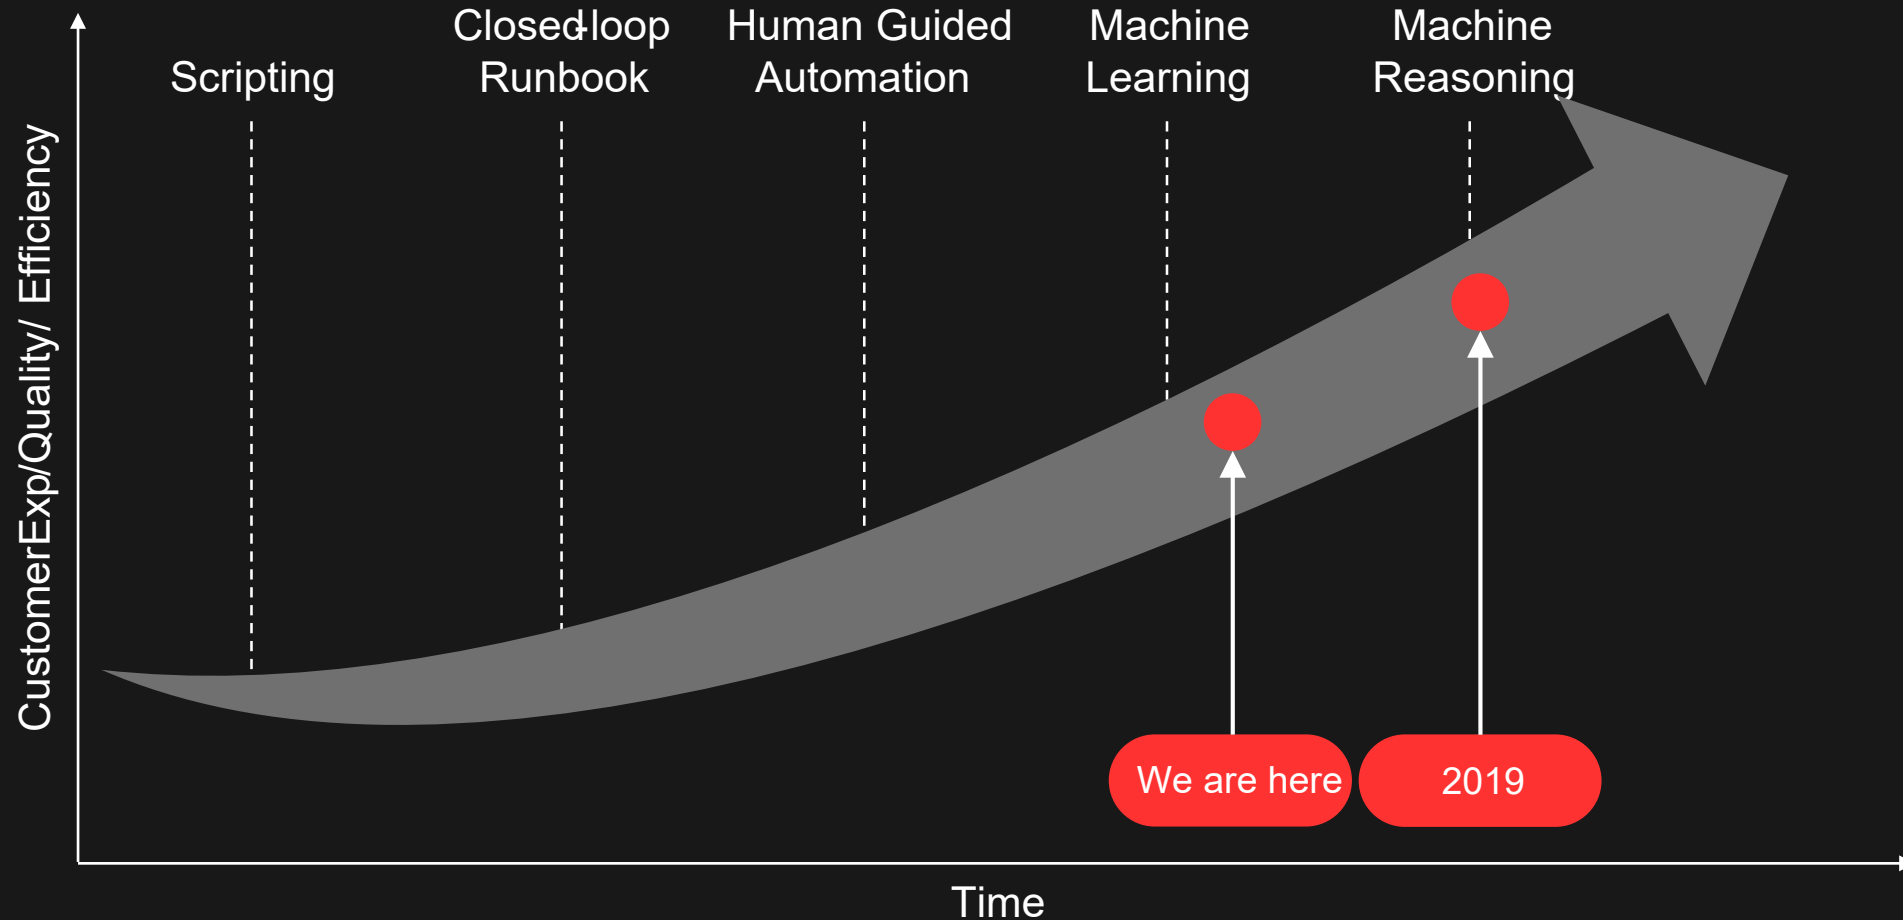 Scripting
Closed-loop
Runbook
Human Guided
Automation
Machine
Learning
Machine
Reasoning
CustomerExp/Quality/ Efficiency
We are here
2019
Time